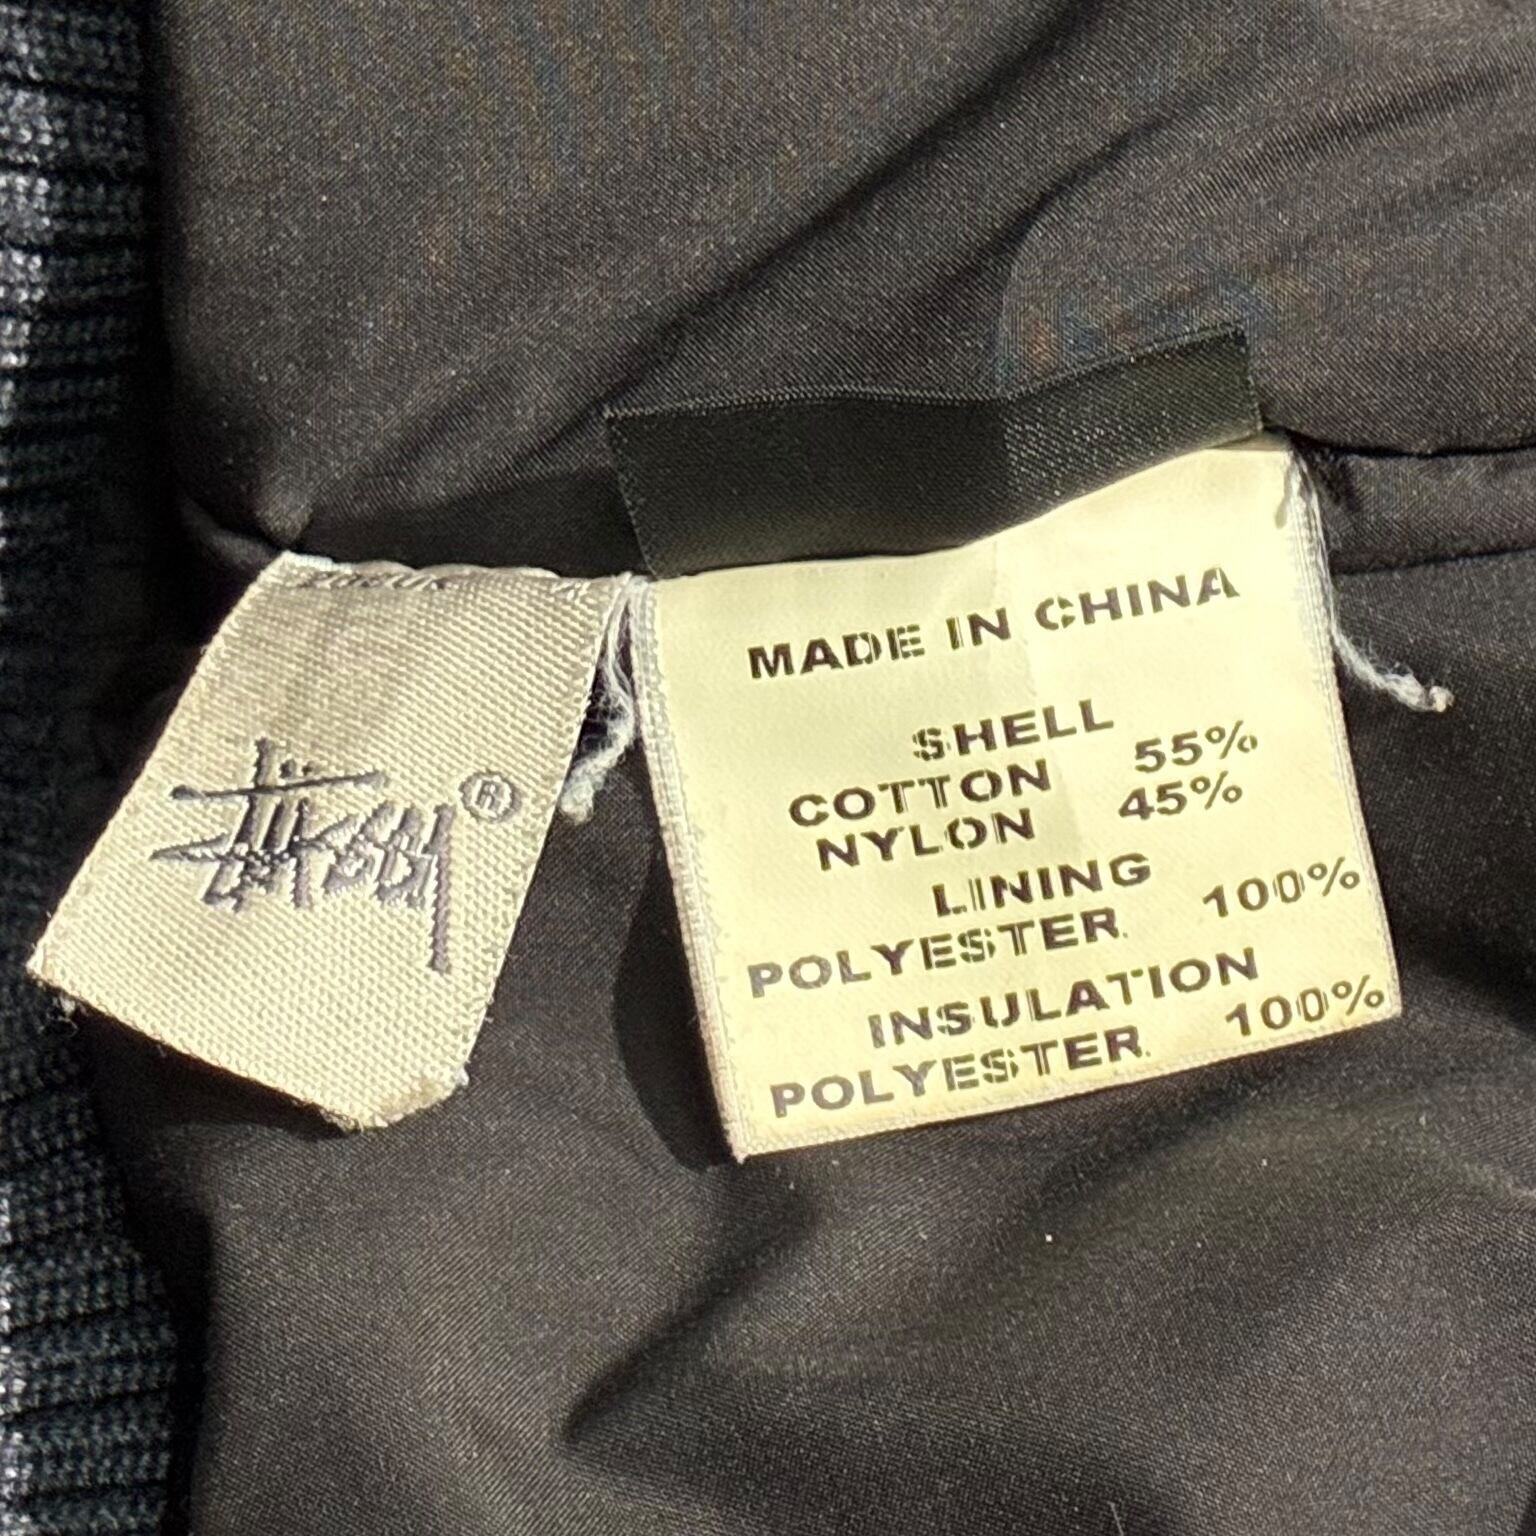 Stüssy ®
MADE IN CHINA
SHELL
COTTON 55%
NYLON 45%
LINING
POLYESTER 100%
INSULATION
POLYESTER 100%